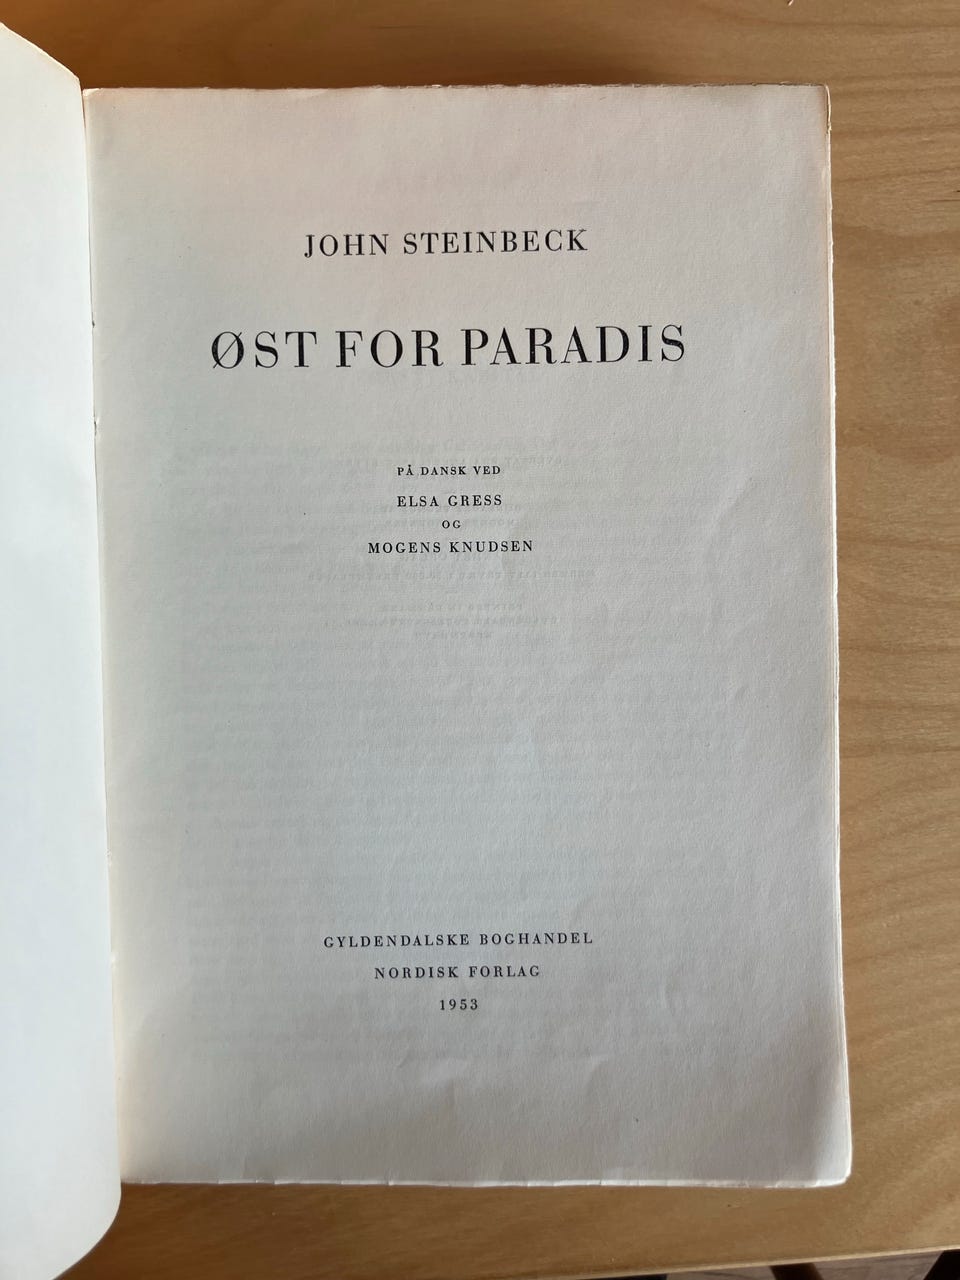 JOHN STEINBECK
ØST FOR PARADIS
PÅ DANSK VED
ELSA GRESS
OG
MOGENS KNUDSEN
GYLDENDALSKE BOGHANDEL
NORDISK FORLAG
1953